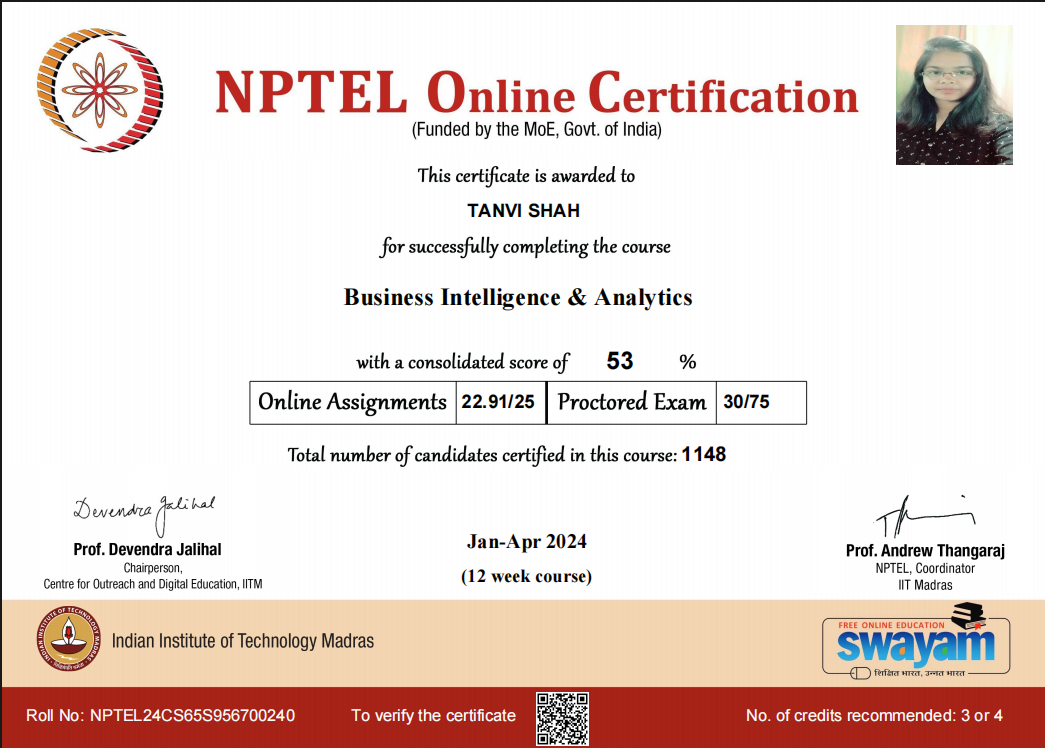 NPTEL Online Certification
(Funded by the MoE, Govt. of India)
This certificate is awarded to
TANVI SHAH
for successfully completing the course
Business Intelligence & Analytics
with a consolidated score of 53 %
Online Assignments 22.91/25 Proctored Exam 30/75
Total number of candidates certified in this course: 1148
Devendra Jalihal
Prof. Devendra Jalihal
Chairperson,
Centre for Outreach and Digital Education, IITM
Jan-Apr 2024
(12 week course)
Prof. Andrew Thangaraj
NPTEL, Coordinator
IIT Madras
INDIAN INSTITUTE OF TECHNOLOGY MADRAS
Indian Institute of Technology Madras
FREE ONLINE EDUCATION
swayam
शिक्षित भारत, उन्नत भारत
Roll No: NPTEL24CS65S956700240
To verify the certificate
No. of credits recommended: 3 or 4